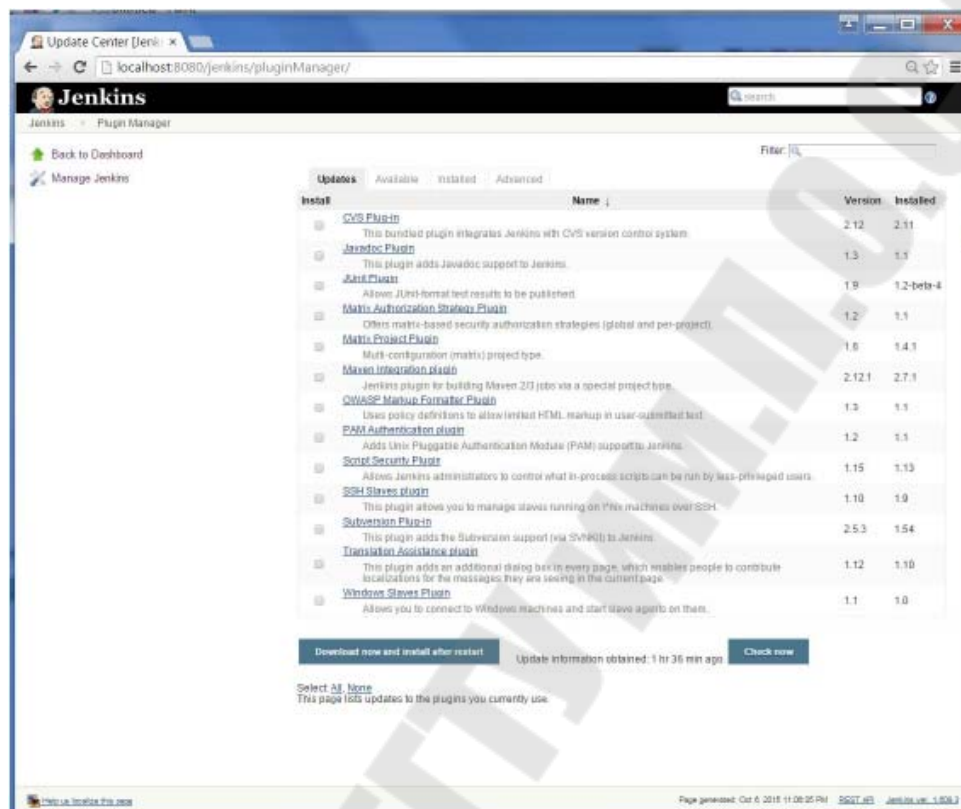 Update Center [Jenk
localhost:8080/jenkins/pluginManager/
Jenkins
search
Jenkins Plugin Manager
Back to Dashboard
Manage Jenkins
Filter:
Updates Available Installed Advanced
Install Name ↓ Version Installed
CVS Plug-in
This bundled plugin integrates Jenkins with CVS version control system.
2.12 2.11
Javadoc Plugin
This plugin adds Javadoc support to Jenkins.
1.3 1.1
JUnit Plugin
Allows JUnit-format test results to be published.
1.9 1.2-beta-4
Matrix Authorization Strategy Plugin
Offers matrix-based security authorization strategies (global and per-project).
1.2 1.1
Matrix Project Plugin
Multi-configuration (matrix) project type.
1.6 1.4.1
Maven Integration plugin
Jenkins plugin for building Maven 2/3 jobs via a special project type.
2.12.1 2.7.1
OWASP Markup Formatter Plugin
Uses policy definitions to allow limited HTML markup in user-submitted text.
1.3 1.1
PAM Authentication plugin
Adds Unix Pluggable Authentication Module (PAM) support to Jenkins.
1.2 1.1
Script Security Plugin
Allows Jenkins administrators to control what in-process scripts can be run by less-privileged users.
1.15 1.13
SSH Slaves plugin
This plugin allows you to manage slaves running on *nix machines over SSH.
1.10 1.9
Subversion Plug-in
This plugin adds the Subversion support (via SVNKit) to Jenkins.
2.5.3 1.54
Translation Assistance plugin
This plugin adds an additional dialog box in every page, which enables people to contribute
localizations for the messages they are seeing in the current page.
1.12 1.10
Windows Slaves Plugin
Allows you to connect to Windows machines and start slave agents on them.
1.1 1.0
Download now and install after restart Update information obtained: 1 hr 36 min ago Check now
Select: All, None
This page lists updates to the plugins you currently use.
Help us localize this page Page generated: Oct 6, 2015 11:08:05 PM REST API Jenkins ver.